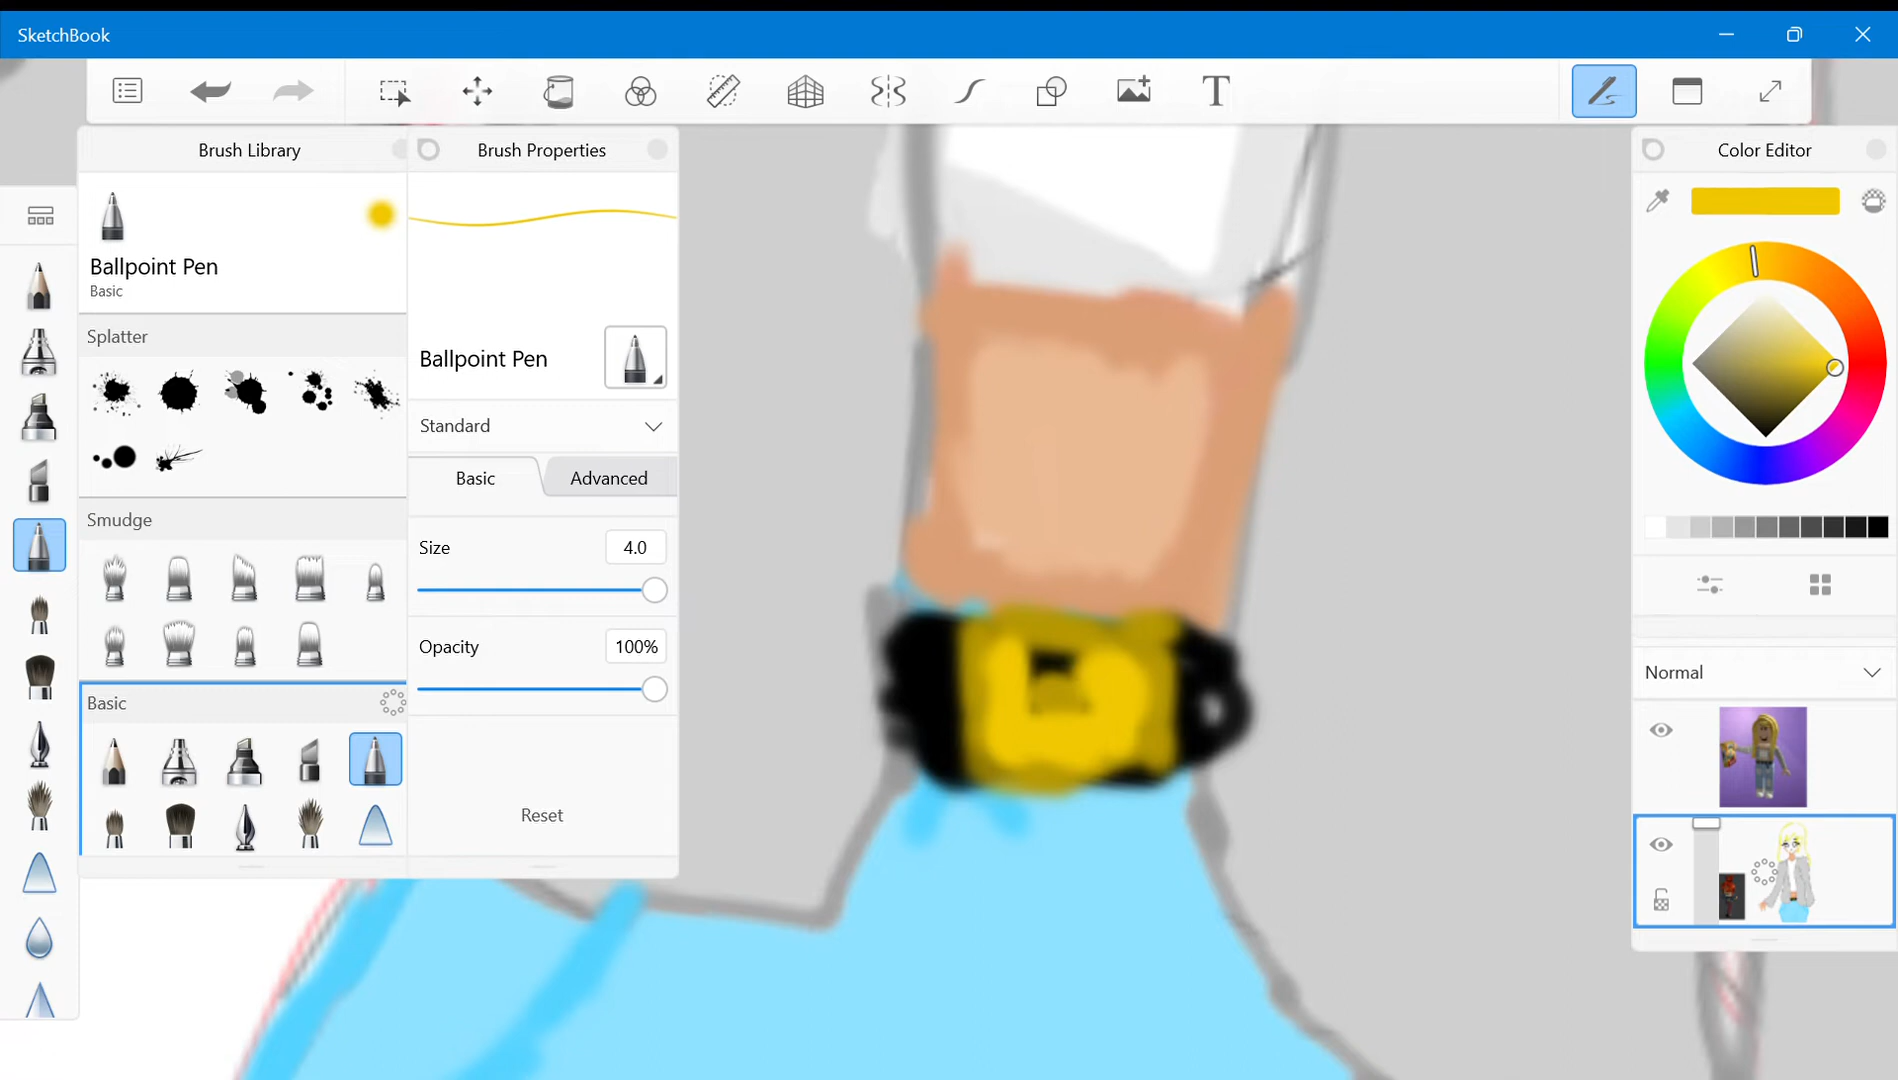 SketchBook
T
Brush Library
Brush Properties
Color Editor
Ballpoint Pen
Basic
Splatter
Ballpoint Pen
Standard
Basic
Advanced
Smudge
Size
4.0
Opacity
100%
Normal
Basic
Reset